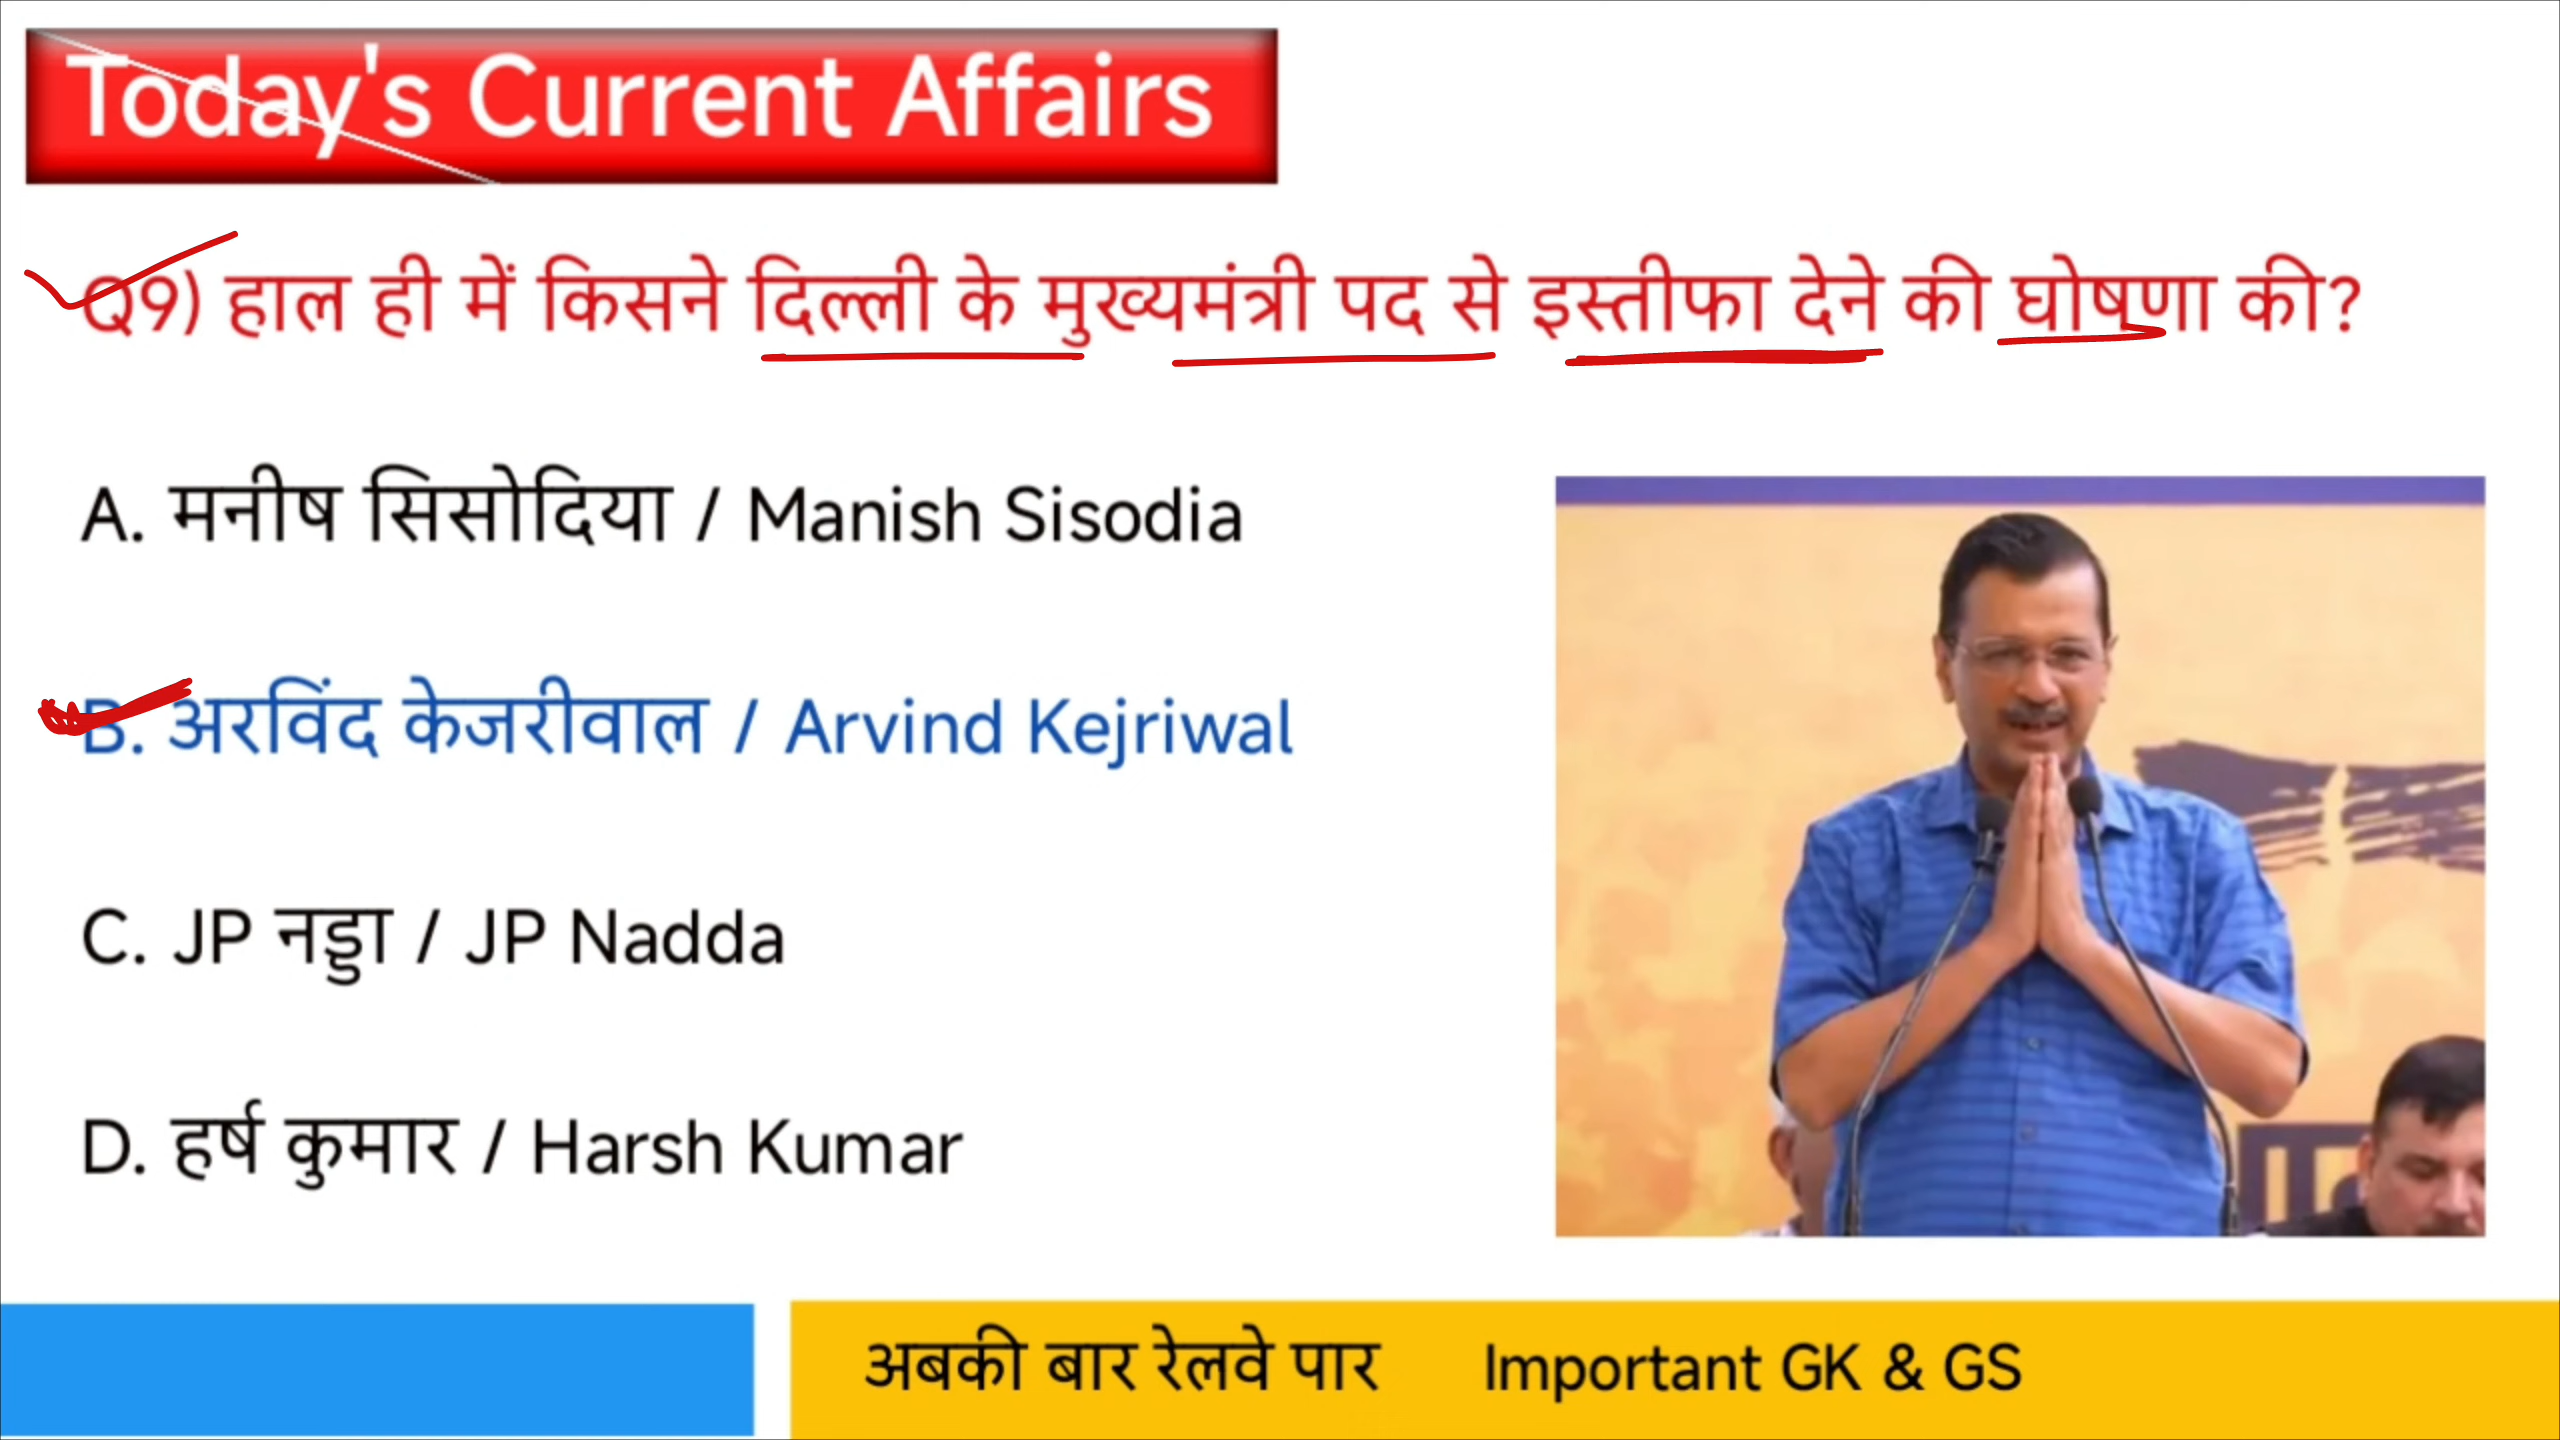 Today's Current Affairs
Q9) हाल ही में किसने दिल्ली के मुख्यमंत्री पद से इस्तीफा देने की घोषणा की?
A. मनीष सिसोदिया / Manish Sisodia
B. अरविंद केजरीवाल / Arvind Kejriwal
C. JP नड्डा / JP Nadda
D. हर्ष कुमार / Harsh Kumar
अबकी बार रेलवे पार Important GK & GS